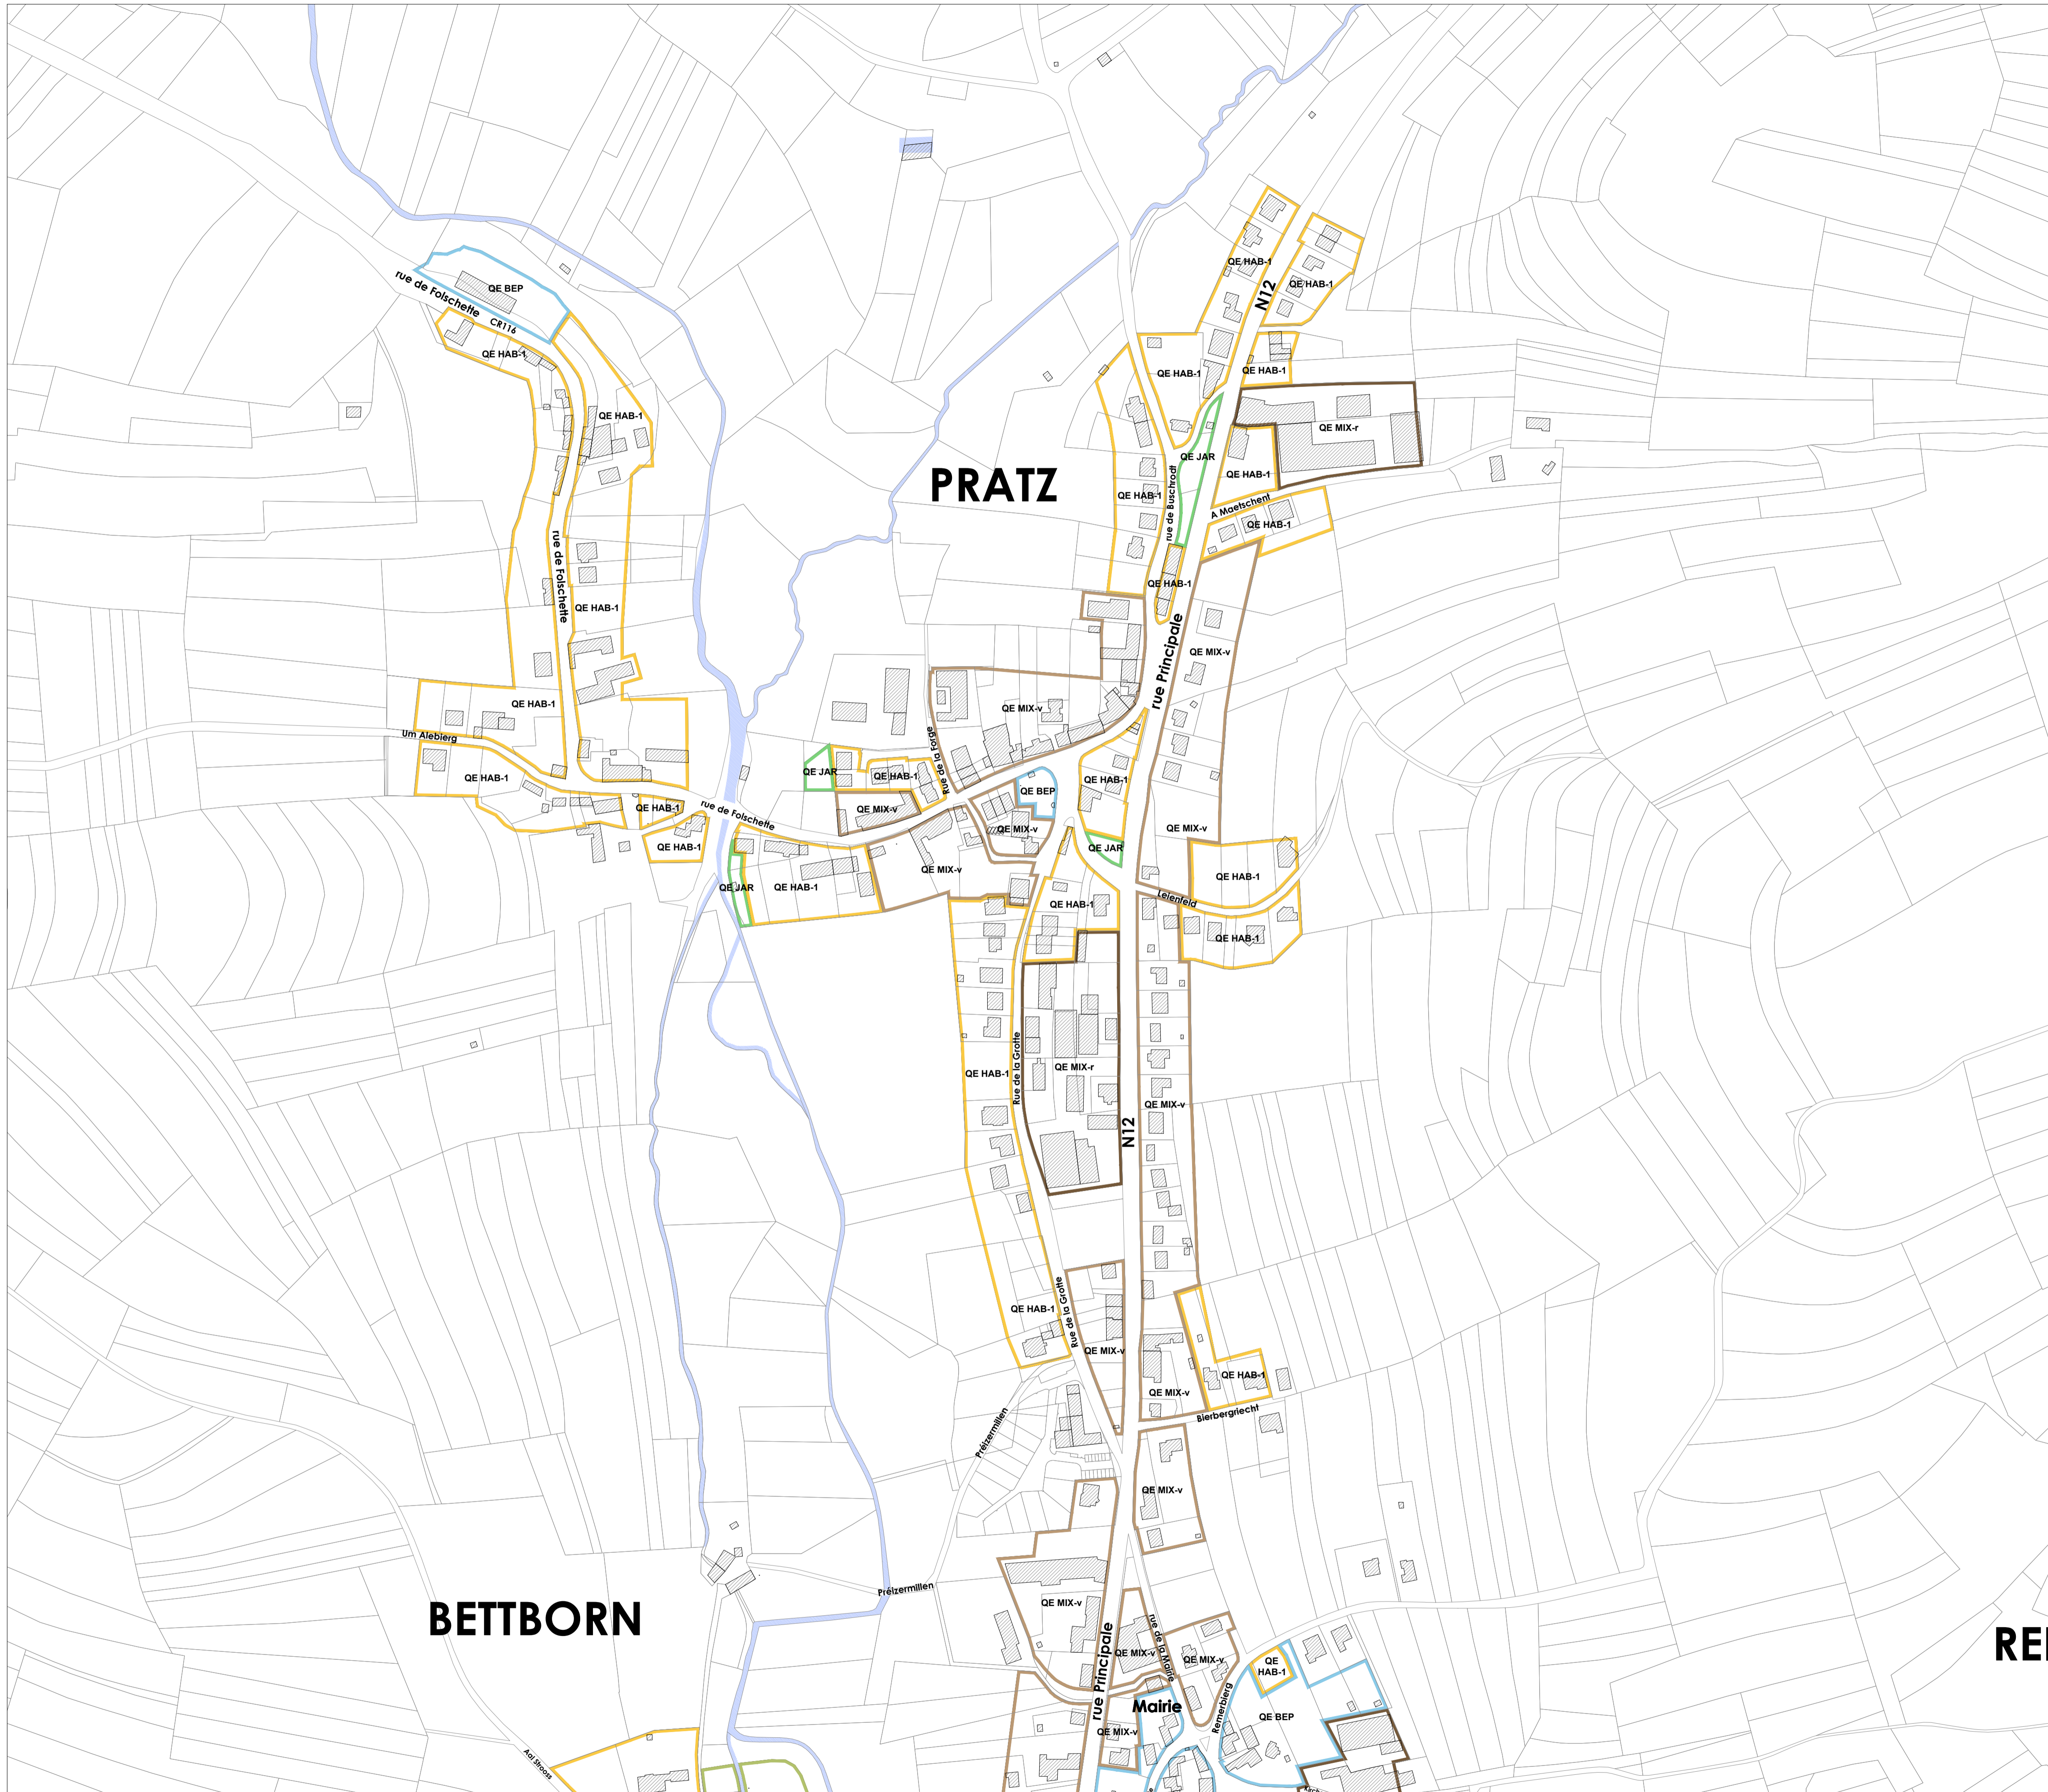 QE HAB-1
N12
QE HAB-1
rue de Folschette
QE BEP
CR116
QE HAB-1
QE HAB-1
QE HAB-1
QE HAB-1
QE MIX-r
QE JAR
QE HAB-1
PRATZ
QE HAB-1
rue de Buschrodt
A Maetschent
QE HAB-1
rue de Folschette
QE HAB-1
QE HAB-1
rue Principale
QE MIX-v
QE HAB-1
QE MIX-v
Um Alebierg
Rue de la Forge
QE HAB-1
QE JAR
QE HAB-1
QE HAB-1
QE BEP
QE HAB-1
rue de Folschette
QE MIX-v
QE MIX-v
QE MIX-v
QE HAB-1
QE JAR
QE MIX-v
QE HAB-1
QE JAR
QE HAB-1
Leienfeld
QE HAB-1
QE HAB-1
Rue de la Grotte
QE HAB-1
QE MIX-r
N12
QE MIX-v
QE HAB-1
Rue de la Grotte
QE MIX-v
QE HAB-1
QE MIX-v
Bierbergriecht
Préizermillen
QE MIX-v
Préizermillen
BETTBORN
QE MIX-v
rue Principale
QE MIX-v
rue de la Mairie
QE MIX-v
QE
HAB-1
REI
Mairie
Remerbierg
QE BEP
QE MIX-v
Aal Strooss